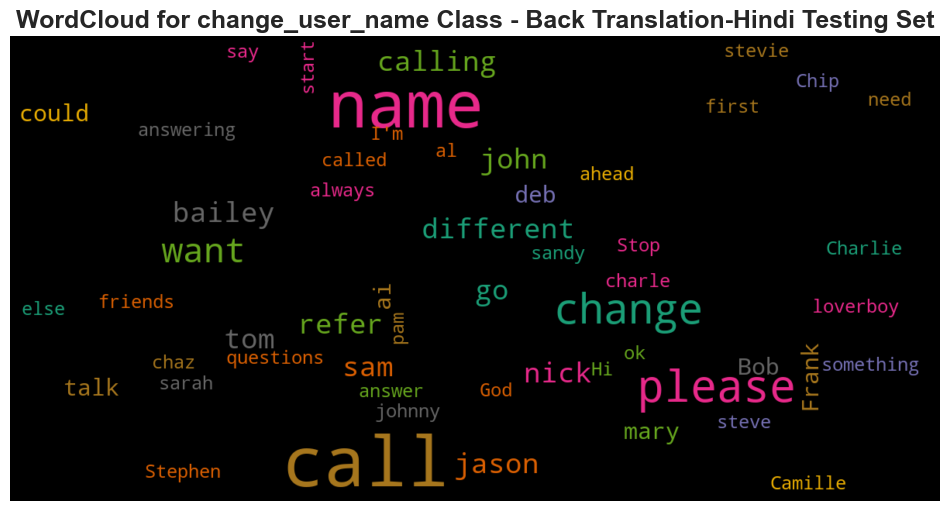 WordCloud for change_user_name Class - Back Translation-Hindi Testing Set
say
start
calling
stevie
Chip
need
could
name
first
answering
I'm
called
al
john
ahead
always
deb
bailey
different
want
sandy
Stop
Charlie
charle
else
friends
ai
go
change
loverboy
refer
pam
tom
questions
ok
chaz
sam
nick
Hi
Bob
Frank
something
talk
sarah
answer
God
please
johnny
mary
steve
call
jason
Stephen
Camille